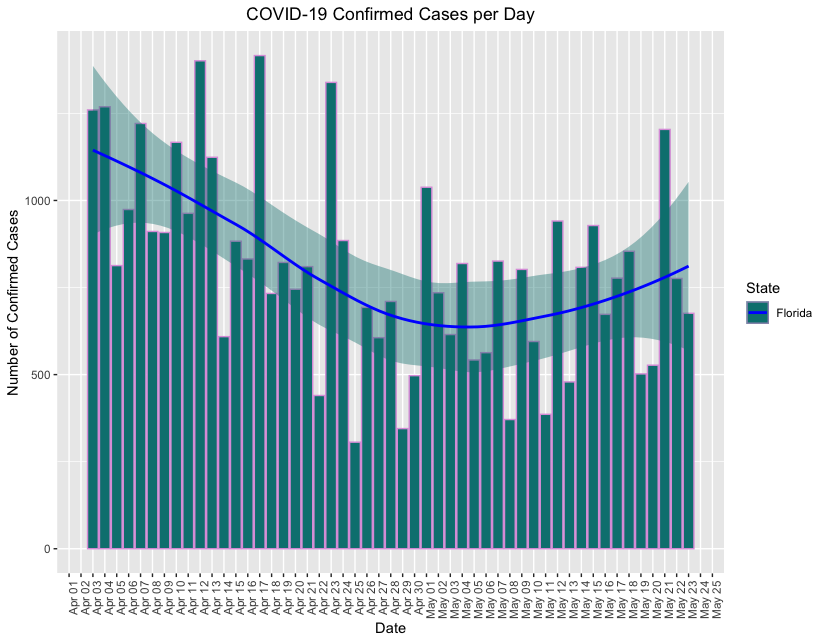 COVID-19 Confirmed Cases per Day
Number of Confirmed Cases
1000
500
0
Apr 01
Apr 02
Apr 03
Apr 04
Apr 05
Apr 06
Apr 07
Apr 08
Apr 09
Apr 10
Apr 11
Apr 12
Apr 13
Apr 14
Apr 15
Apr 16
Apr 17
Apr 18
Apr 19
Apr 20
Apr 21
Apr 22
Apr 23
Apr 24
Apr 25
Apr 26
Apr 27
Apr 28
Apr 29
Apr 30
May 01
May 02
May 03
May 04
May 05
May 06
May 07
May 08
May 09
May 10
May 11
May 12
May 13
May 14
May 15
May 16
May 17
May 18
May 19
May 20
May 21
May 22
May 23
May 24
May 25
Date
State
Florida